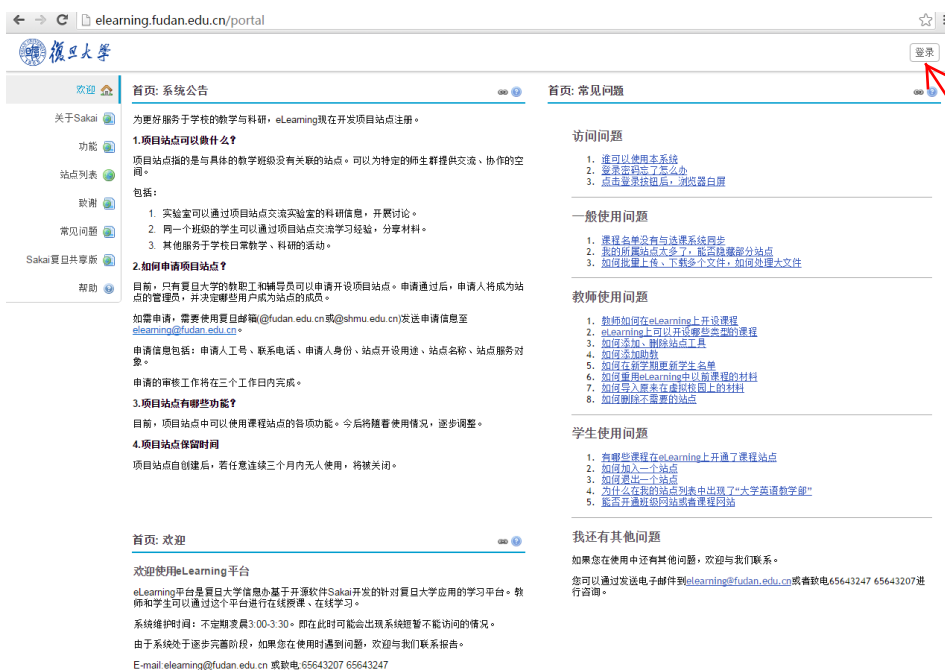 elearning.fudan.edu.cn/portal
復旦大學
登录
欢迎
关于Sakai
功能
站点列表
致谢
常见问题
Sakai复旦共享版
帮助
首页: 系统公告
为更好服务于学校的教学与科研，eLearning现在开发项目站点注册。
1.项目站点可以做什么？
项目站点指的是与具体的教学班级没有关联的站点。可以为特定的师生群提供交流、协作的空
间。
包括：
1. 实验室可以通过项目站点交流实验室的科研信息，开展讨论。
2. 同一个班级的学生可以通过项目站点交流学习经验，分享材料。
3. 其他服务于学校日常教学、科研的活动。
2.如何申请项目站点？
目前，只有复旦大学的教职工和辅导员可以申请开设项目站点。申请通过后，申请人将成为站
点的管理员，并决定哪些用户成为站点的成员。
如需申请，需要使用复旦邮箱(@fudan.edu.cn或@shmu.edu.cn)发送申请信息至
elearning@fudan.edu.cn。
申请信息包括：申请人工号、联系电话、申请人身份、站点开设用途、站点名称、站点服务对
象。
申请的审核工作将在三个工作日内完成。
3.项目站点有哪些功能？
目前，项目站点中可以使用课程站点的各项功能。今后将随着使用情况，逐步调整。
4.项目站点保留时间
项目站点自创建后，若任意连续三个月内无人使用，将被关闭。
首页: 欢迎
欢迎使用eLearning平台
eLearning平台是复旦大学信息办基于开源软件Sakai开发的针对复旦大学应用的学习平台。教
师和学生可以通过这个平台进行在线授课、在线学习。
系统维护时间：不定期凌晨3:00-3:30。即在此时可能会出现系统短暂不能访问的情况。
由于系统处于逐步完善阶段，如果您在使用时遇到问题，欢迎与我们联系报告。
E-mail:elearning@fudan.edu.cn 或致电:65643207 65643247
首页: 常见问题
访问问题
1. 谁可以使用本系统
2. 登录密码忘了怎么办
3. 点击登录按钮后，浏览器白屏
一般使用问题
1. 课程名单没有与选课系统同步
2. 我的所属站点太多了，能否隐藏部分站点
3. 如何批量上传、下载多个文件，如何处理大文件
教师使用问题
1. 教师如何在eLearning上开设课程
2. eLearning上可以开设哪些类型的课程
3. 如何添加、删除站点工具
4. 如何添加助教
5. 如何在新学期更新学生名单
6. 如何重用eLearning中以前课程的材料
7. 如何导入原来在虚拟校园上的材料
8. 如何删除不需要的站点
学生使用问题
1. 有哪些课程在eLearning上开通了课程站点
2. 如何加入一个站点
3. 如何退出一个站点
4. 为什么在我的站点列表中出现了“大学英语教学部”
5. 能否开通班级网站或者课程网站
我还有其他问题
如果您在使用中还有其他问题，欢迎与我们联系。
您可以通过发送电子邮件到elearning@fudan.edu.cn或者致电65643247 65643207进
行咨询。